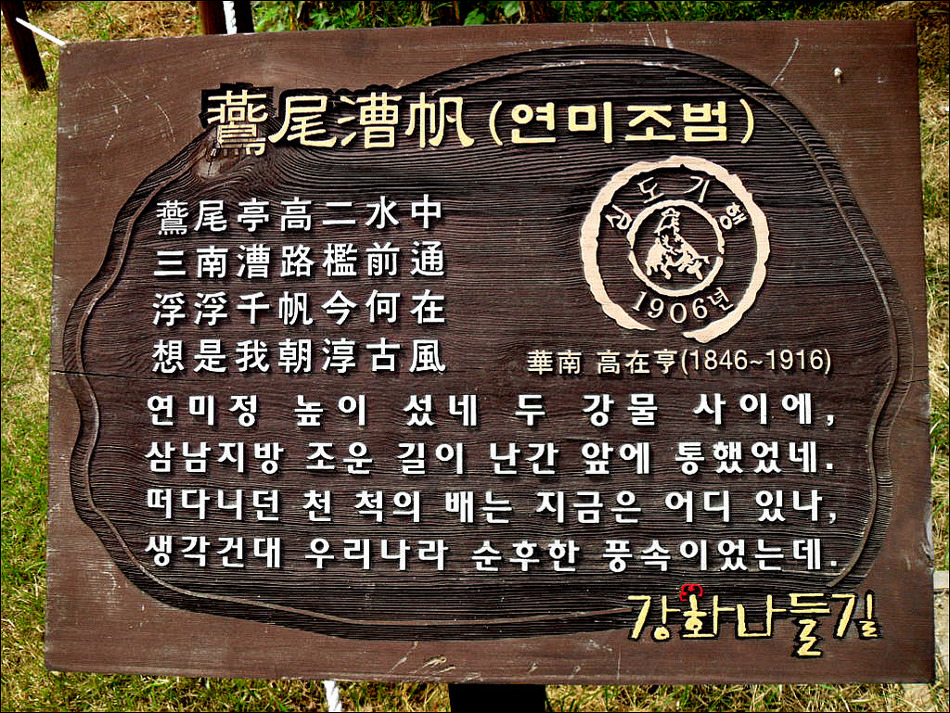 鷰尾漕帆 (연미조범)
鷰尾亭高二水中
三南漕路檻前通
浮浮千帆今何在
想是我朝淳古風
심도기행
1906년
華南 高在亨(1846~1916)
연미정 높이 섰네 두 강물 사이에,
삼남지방 조운 길이 난간 앞에 통했었네.
떠다니던 천 척의 배는 지금은 어디 있나,
생각건대 우리나라 순후한 풍속이었는데.
강화나들길